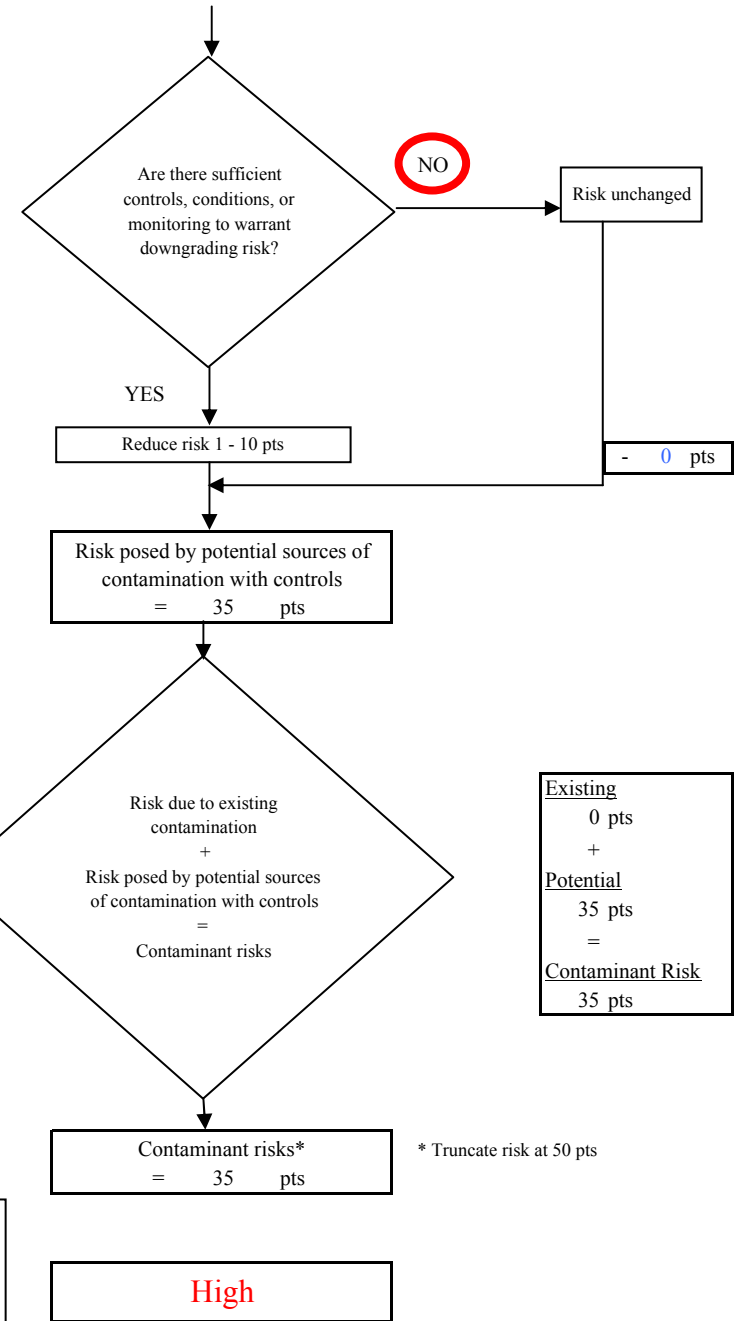 Are there sufficient
controls, conditions, or
monitoring to warrant
downgrading risk?
NO
Risk unchanged
YES
Reduce risk 1 - 10 pts
- 0 pts
Risk posed by potential sources of
contamination with controls
= 35 pts
Risk due to existing
contamination
+
Risk posed by potential sources
of contamination with controls
=
Contaminant risks
Existing
0 pts
+
Potential
35 pts
=
Contaminant Risk
35 pts
Contaminant risks*
= 35 pts
* Truncate risk at 50 pts
High